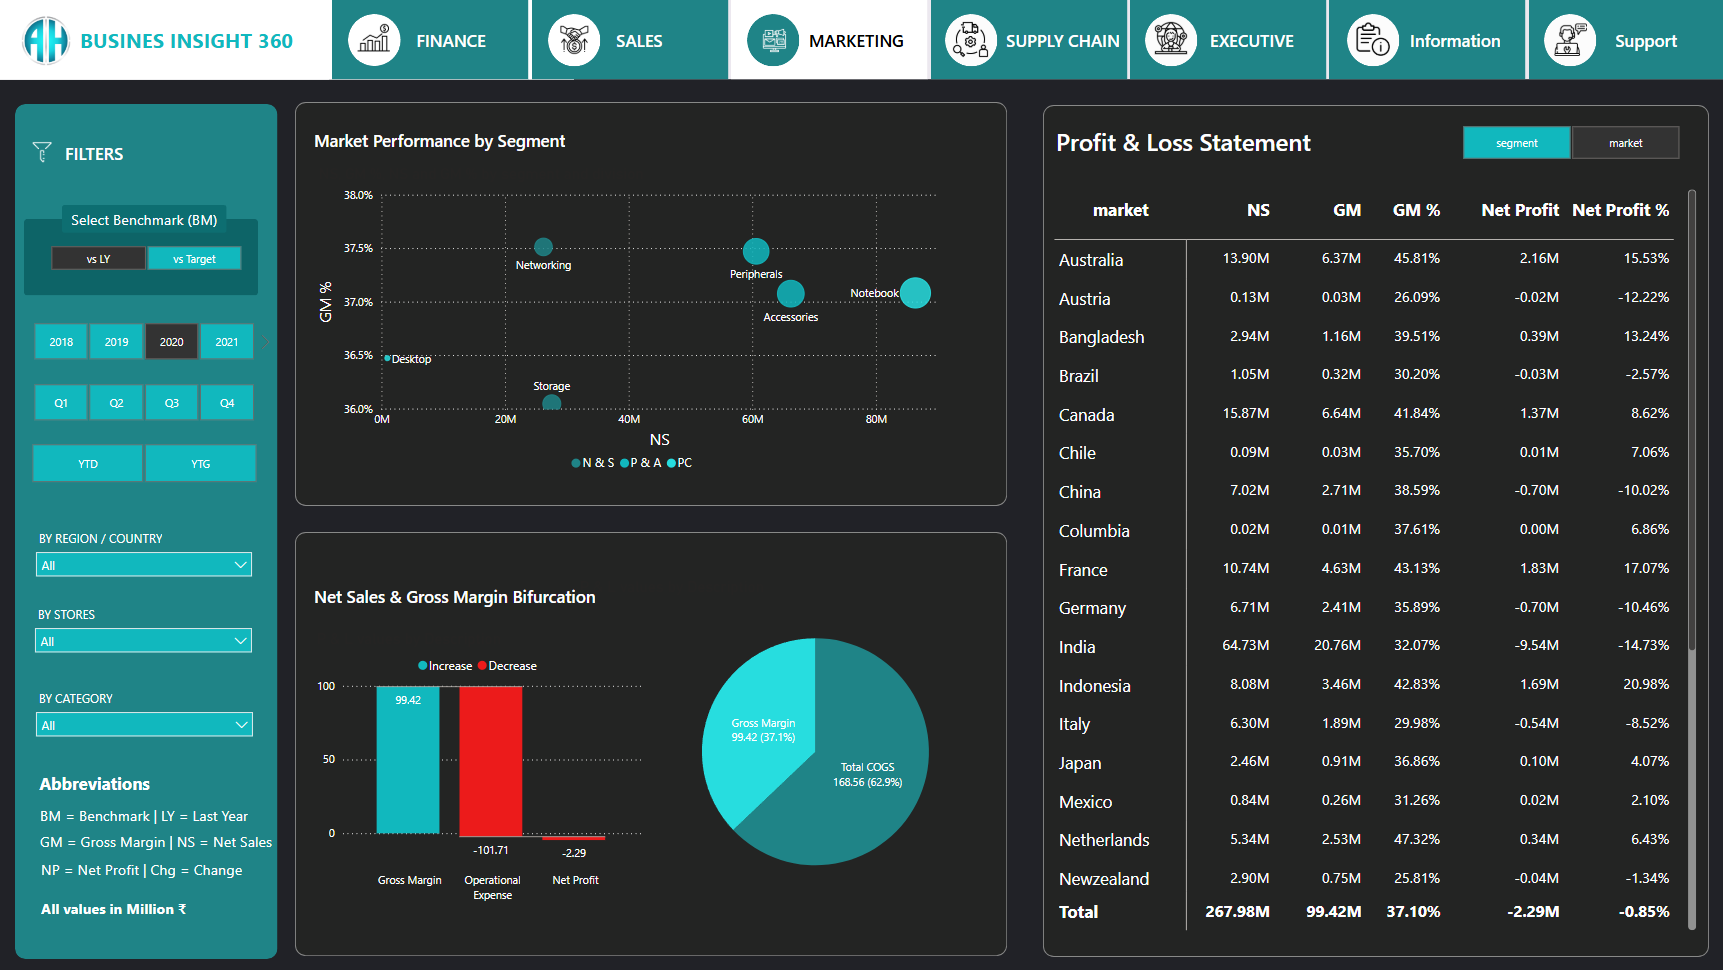 BUSINES INSIGHT 360
FINANCE
SALES
MARKETING
SUPPLY CHAIN
EXECUTIVE
Information
Support
FILTERS
Select Benchmark (BM)
vs LY
vs Target
2018
2019
2020
2021
Q1
Q2
Q3
Q4
YTD
YTG
BY REGION / COUNTRY
All
BY STORES
All
BY CATEGORY
All
Abbreviations
BM = Benchmark | LY = Last Year
GM = Gross Margin | NS = Net Sales
NP = Net Profit | Chg = Change
All values in Million ₹
Market Performance by Segment
38.0%
37.5%
37.0%
36.5%
36.0%
GM %
Networking
Peripherals
Notebook
Accessories
Desktop
Storage
0M
20M
40M
60M
80M
NS
N & S
P & A
PC
Net Sales & Gross Margin Bifurcation
Increase
Decrease
100
50
0
99.42
-101.71
-2.29
Gross Margin
Operational
Expense
Net Profit
Gross Margin
99.42 (37.1%)
Total COGS
168.56 (62.9%)
Profit & Loss Statement
segment
market
market NS GM GM % Net Profit Net Profit %
Australia 13.90M 6.37M 45.81% 2.16M 15.53%
Austria 0.13M 0.03M 26.09% -0.02M -12.22%
Bangladesh 2.94M 1.16M 39.51% 0.39M 13.24%
Brazil 1.05M 0.32M 30.20% -0.03M -2.57%
Canada 15.87M 6.64M 41.84% 1.37M 8.62%
Chile 0.09M 0.03M 35.70% 0.01M 7.06%
China 7.02M 2.71M 38.59% -0.70M -10.02%
Columbia 0.02M 0.01M 37.61% 0.00M 6.86%
France 10.74M 4.63M 43.13% 1.83M 17.07%
Germany 6.71M 2.41M 35.89% -0.70M -10.46%
India 64.73M 20.76M 32.07% -9.54M -14.73%
Indonesia 8.08M 3.46M 42.83% 1.69M 20.98%
Italy 6.30M 1.89M 29.98% -0.54M -8.52%
Japan 2.46M 0.91M 36.86% 0.10M 4.07%
Mexico 0.84M 0.26M 31.26% 0.02M 2.10%
Netherlands 5.34M 2.53M 47.32% 0.34M 6.43%
Newzealand 2.90M 0.75M 25.81% -0.04M -1.34%
Total 267.98M 99.42M 37.10% -2.29M -0.85%